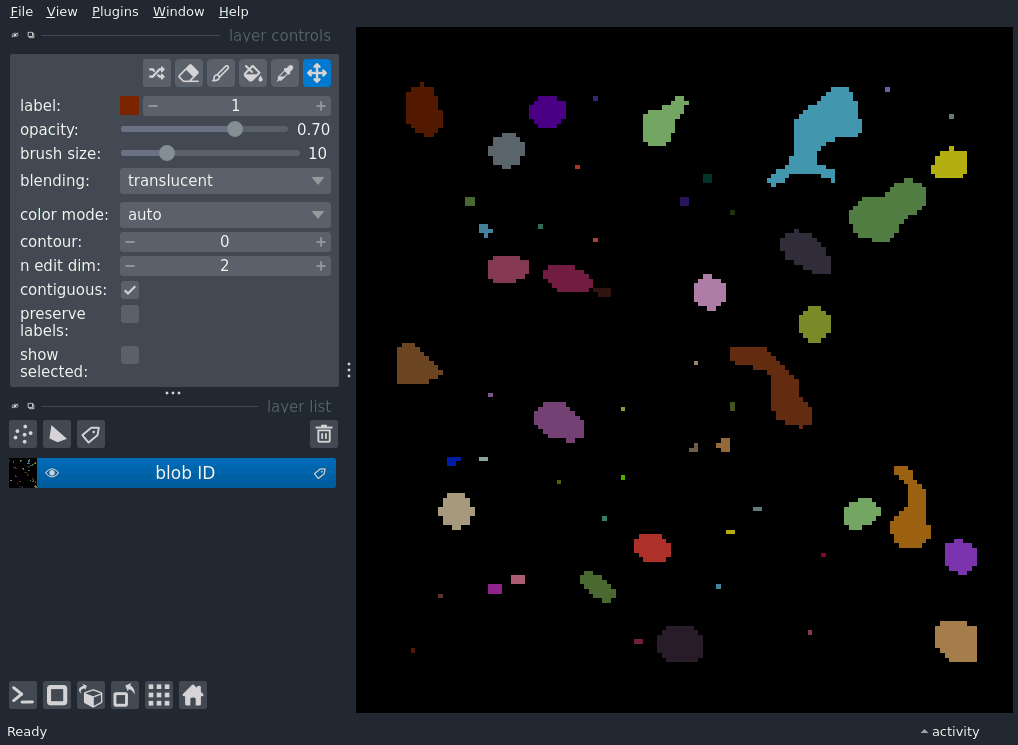 File View Plugins Window Help
layer controls
label: 1
opacity: 0.70
brush size: 10
blending: translucent
color mode: auto
contour: 0
n edit dim: 2
contiguous:
preserve
labels:
show
selected:
layer list
blob ID
Ready
activity